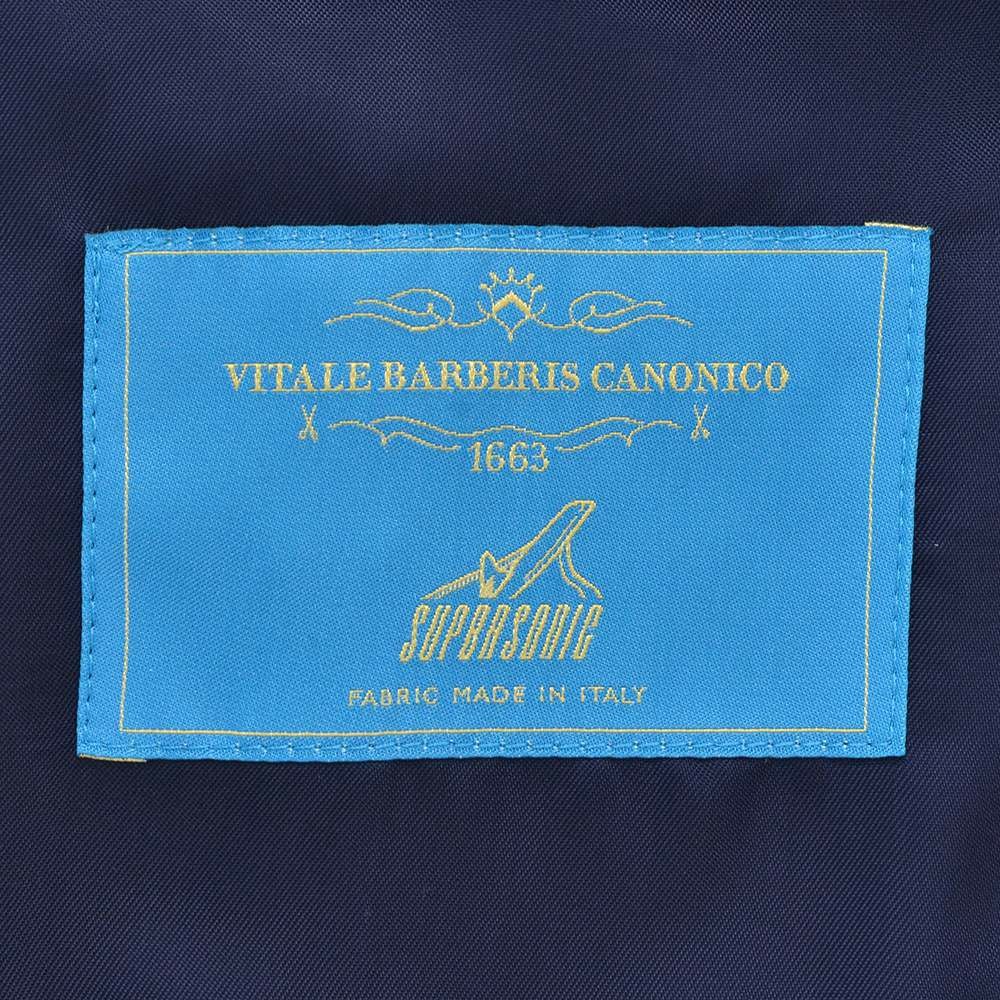 VITALE BARBERIS CANONICO
1663
SUPERSONIC
FABRIC MADE IN ITALY